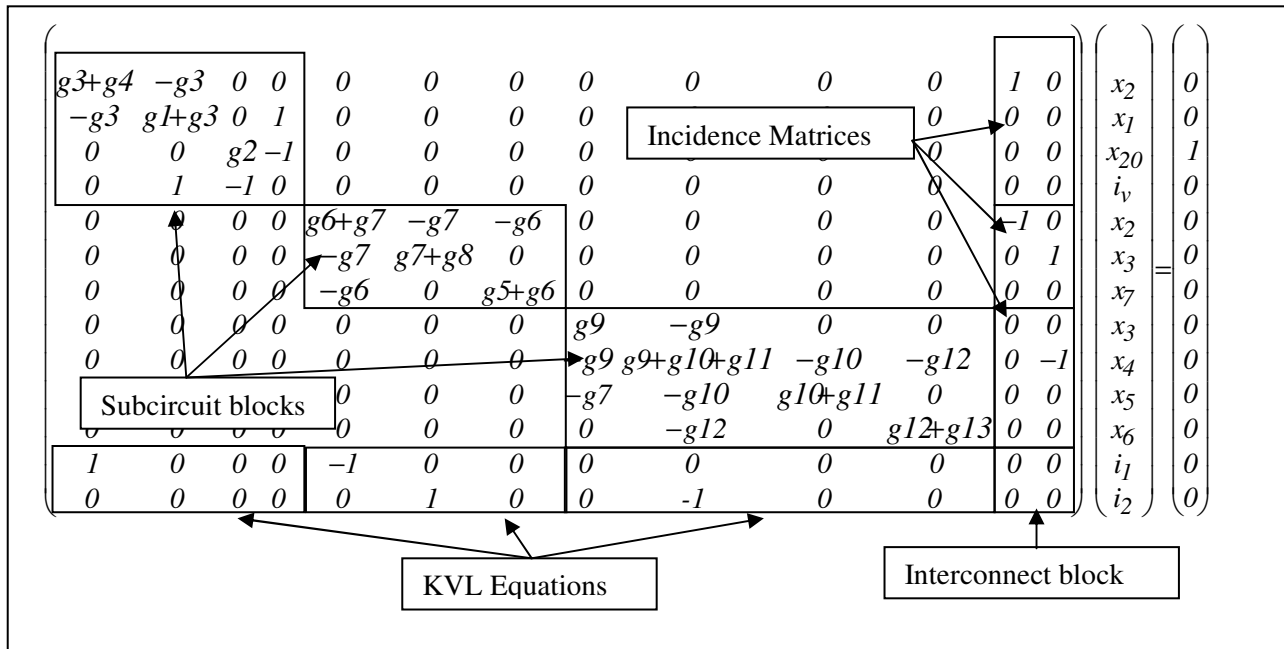 g3+g4 −g3 0 0 0 0 0 0 0 0 0 1 0 x2 0
−g3 g1+g3 0 1 0 0 0 0 0 0 0 0 0 x1 0
Incidence Matrices
0 0 g2 −1 0 0 0 0 0 0 0 x20 1
0 1 −1 0 0 0 0 0 0 0 0 0 0 iv 0
0 0 0 0 g6+g7 −g7 −g6 0 0 0 0 −1 0 x2 0
0 0 0 0 −g7 g7+g8 0 0 0 0 0 0 1 x3 = 0
0 0 0 0 −g6 0 g5+g6 0 0 0 0 0 0 x7 0
0 0 0 0 0 0 0 g9 −g9 0 0 0 0 x3 0
0 0 0 0 0 0 0 −g9 g9+g10+g11 −g10 −g12 0 −1 x4 0
Subcircuit blocks
0 0 0 −g7 −g10 g10+g11 0 0 0 x5 0
0 0 0 0 0 0 0 0 −g12 0 g12+g13 0 0 x6 0
1 0 0 0 −1 0 0 0 0 0 0 0 0 i1 0
0 0 0 0 0 1 0 0 -1 0 0 0 0 i2 0
KVL Equations
Interconnect block